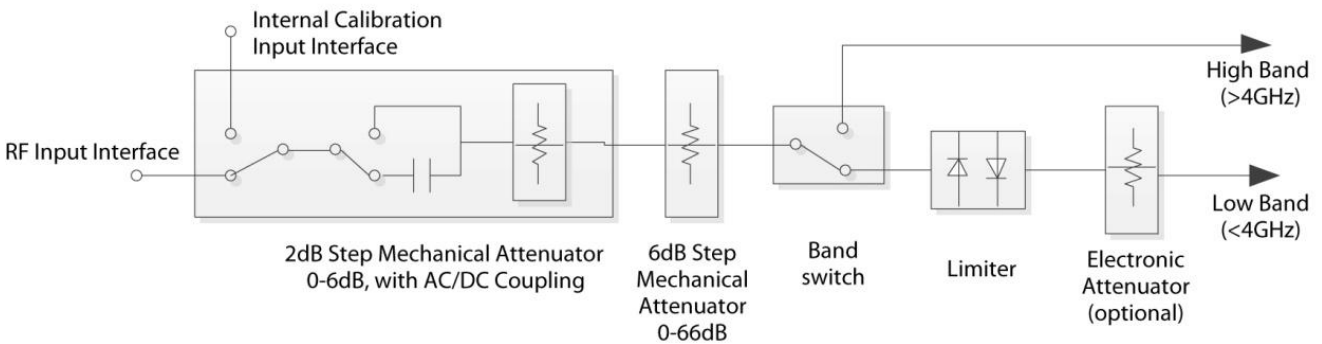 Internal Calibration
Input Interface
RF Input Interface
High Band
(>4GHz)
Low Band
(<4GHz)
2dB Step Mechanical Attenuator
0-6dB, with AC/DC Coupling
6dB Step
Mechanical
Attenuator
0-66dB
Band
switch
Limiter
Electronic
Attenuator
(optional)